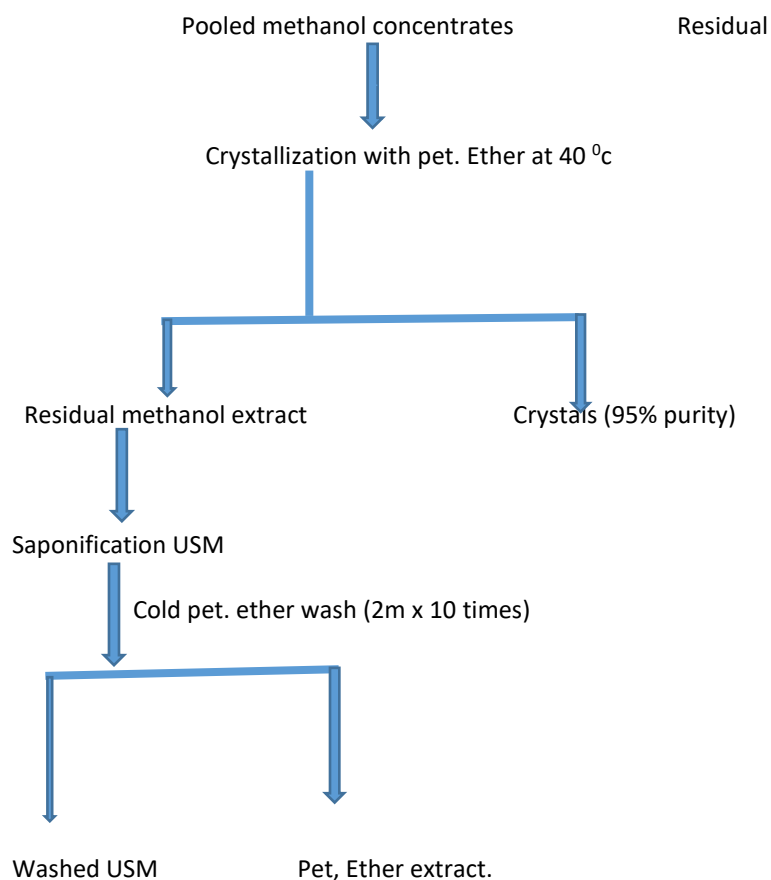 Pooled methanol concentrates Residual
Crystallization with pet. Ether at 40 ⁰c
Residual methanol extract Crystals (95% purity)
Saponification USM
Cold pet. ether wash (2m x 10 times)
Washed USM Pet, Ether extract.